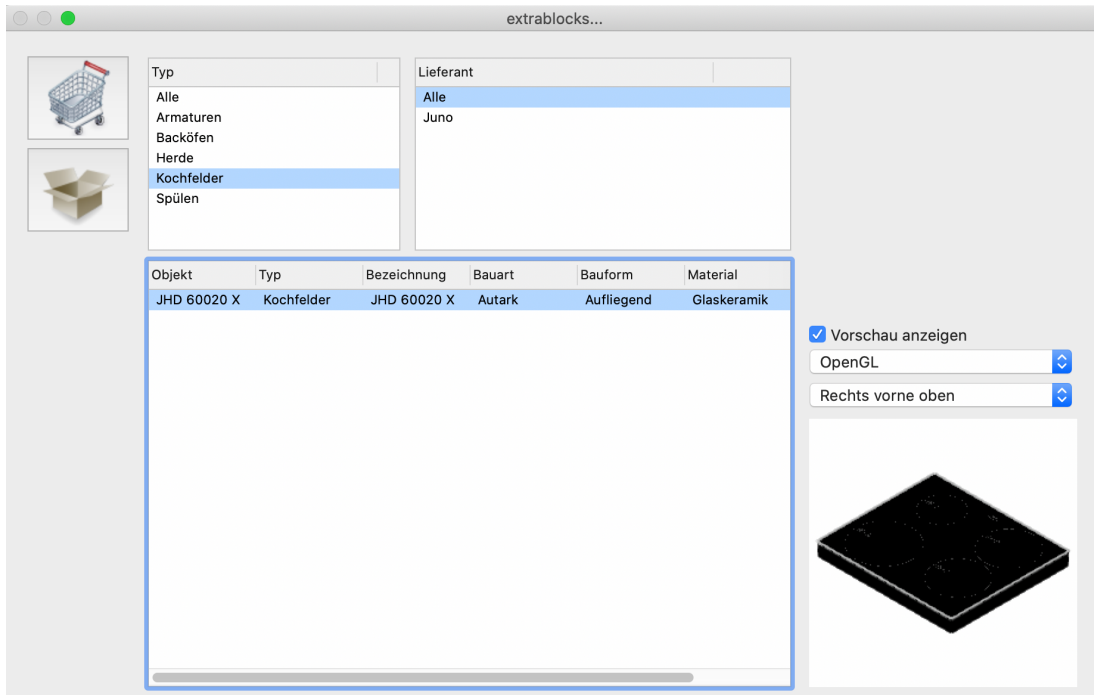 extrablocks...
Typ
Alle
Armaturen
Backöfen
Herde
Kochfelder
Spülen
Lieferant
Alle
Juno
Objekt Typ Bezeichnung Bauart Bauform Material
JHD 60020 X Kochfelder JHD 60020 X Autark Aufliegend Glaskeramik
Vorschau anzeigen
OpenGL
Rechts vorne oben